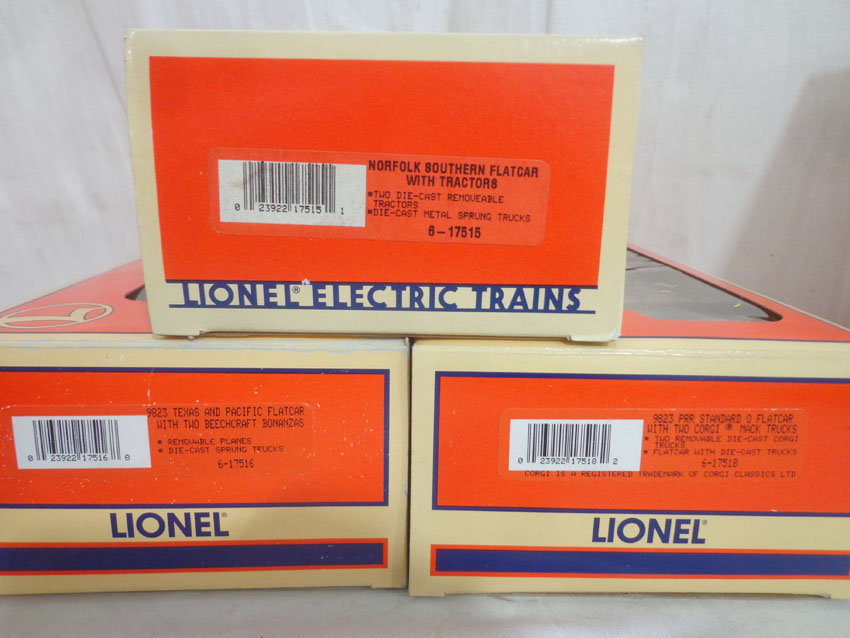 NORFOLK SOUTHERN FLATCAR
WITH TRACTORS
*TWO DIE-CAST REMOVEABLE
TRACTORS
*DIE-CAST METAL SPRUNG TRUCKS
6-17515
0 23922 17515 1
LIONEL® ELECTRIC TRAINS
9823 TEXAS AND PACIFIC FLATCAR
WITH TWO BEECHCRAFT BONANZAS
* REMOVABLE PLANES
* DIE-CAST SPRUNG TRUCKS
6-17516
0 23922 17516 8
LIONEL®
9823 PRR STANDARD O FLATCAR
WITH TWO CORGI ® MACK TRUCKS
* TWO REMOVABLE DIE-CAST CORGI
TRUCKS
* FLATCAR WITH DIE-CAST TRUCKS
6-17518
0 23922 17518 2
CORGI IS A REGISTERED TRADEMARK OF CORGI CLASSICS LTD
LIONEL®